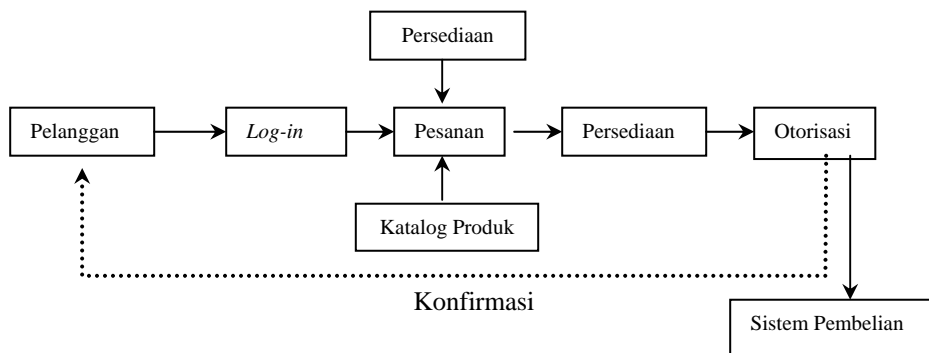 Persediaan
Pelanggan
Log-in
Pesanan
Persediaan
Otorisasi
Katalog Produk
Konfirmasi
Sistem Pembelian